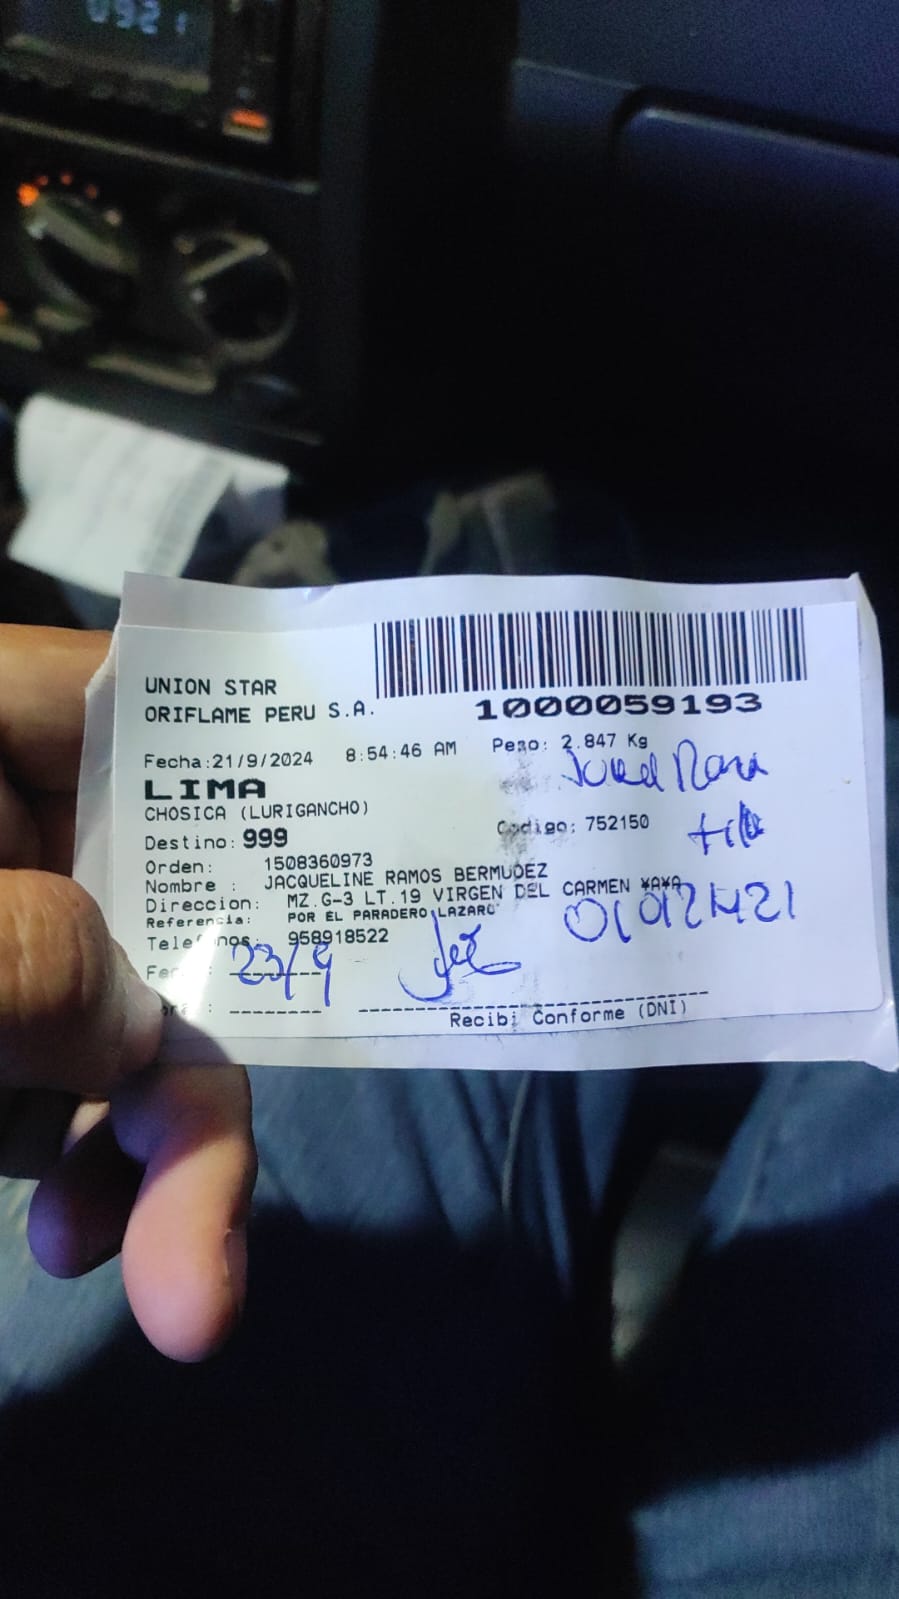 0921
UNION STAR
ORIFLAME PERU S.A.
1000059193
Fecha:21/9/2024 8:54:46 AM Peso: 2.847 Kg
LIMA
CHOSICA (LURIGANCHO)
Destino: 999 Codigo: 752150
Orden: 1508360973
Nombre : JACQUELINE RAMOS BERMUDEZ
Direccion: MZ.G-3 LT.19 VIRGEN DEL CARMEN ¥A¥A
Referencia: POR EL PARADERO LAZARO
Telefonos: 958918522
23/9
Recibi Conforme (DNI)